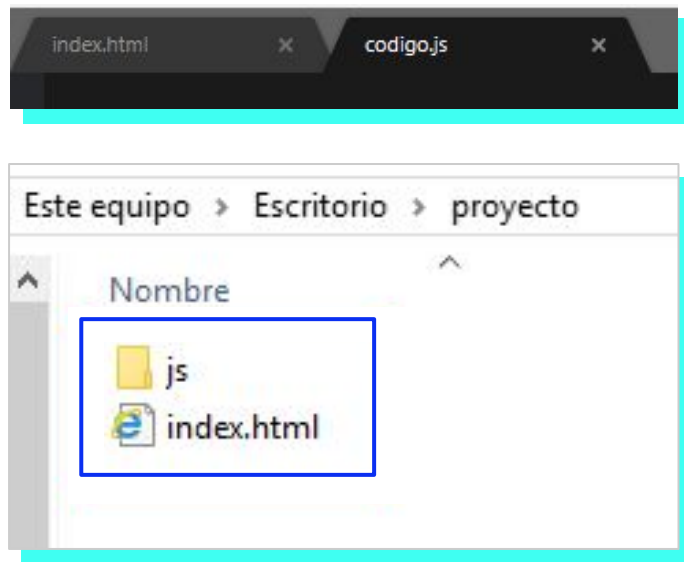 index.html × codigo.js ×
Este equipo > Escritorio > proyecto
Nombre
js
index.html